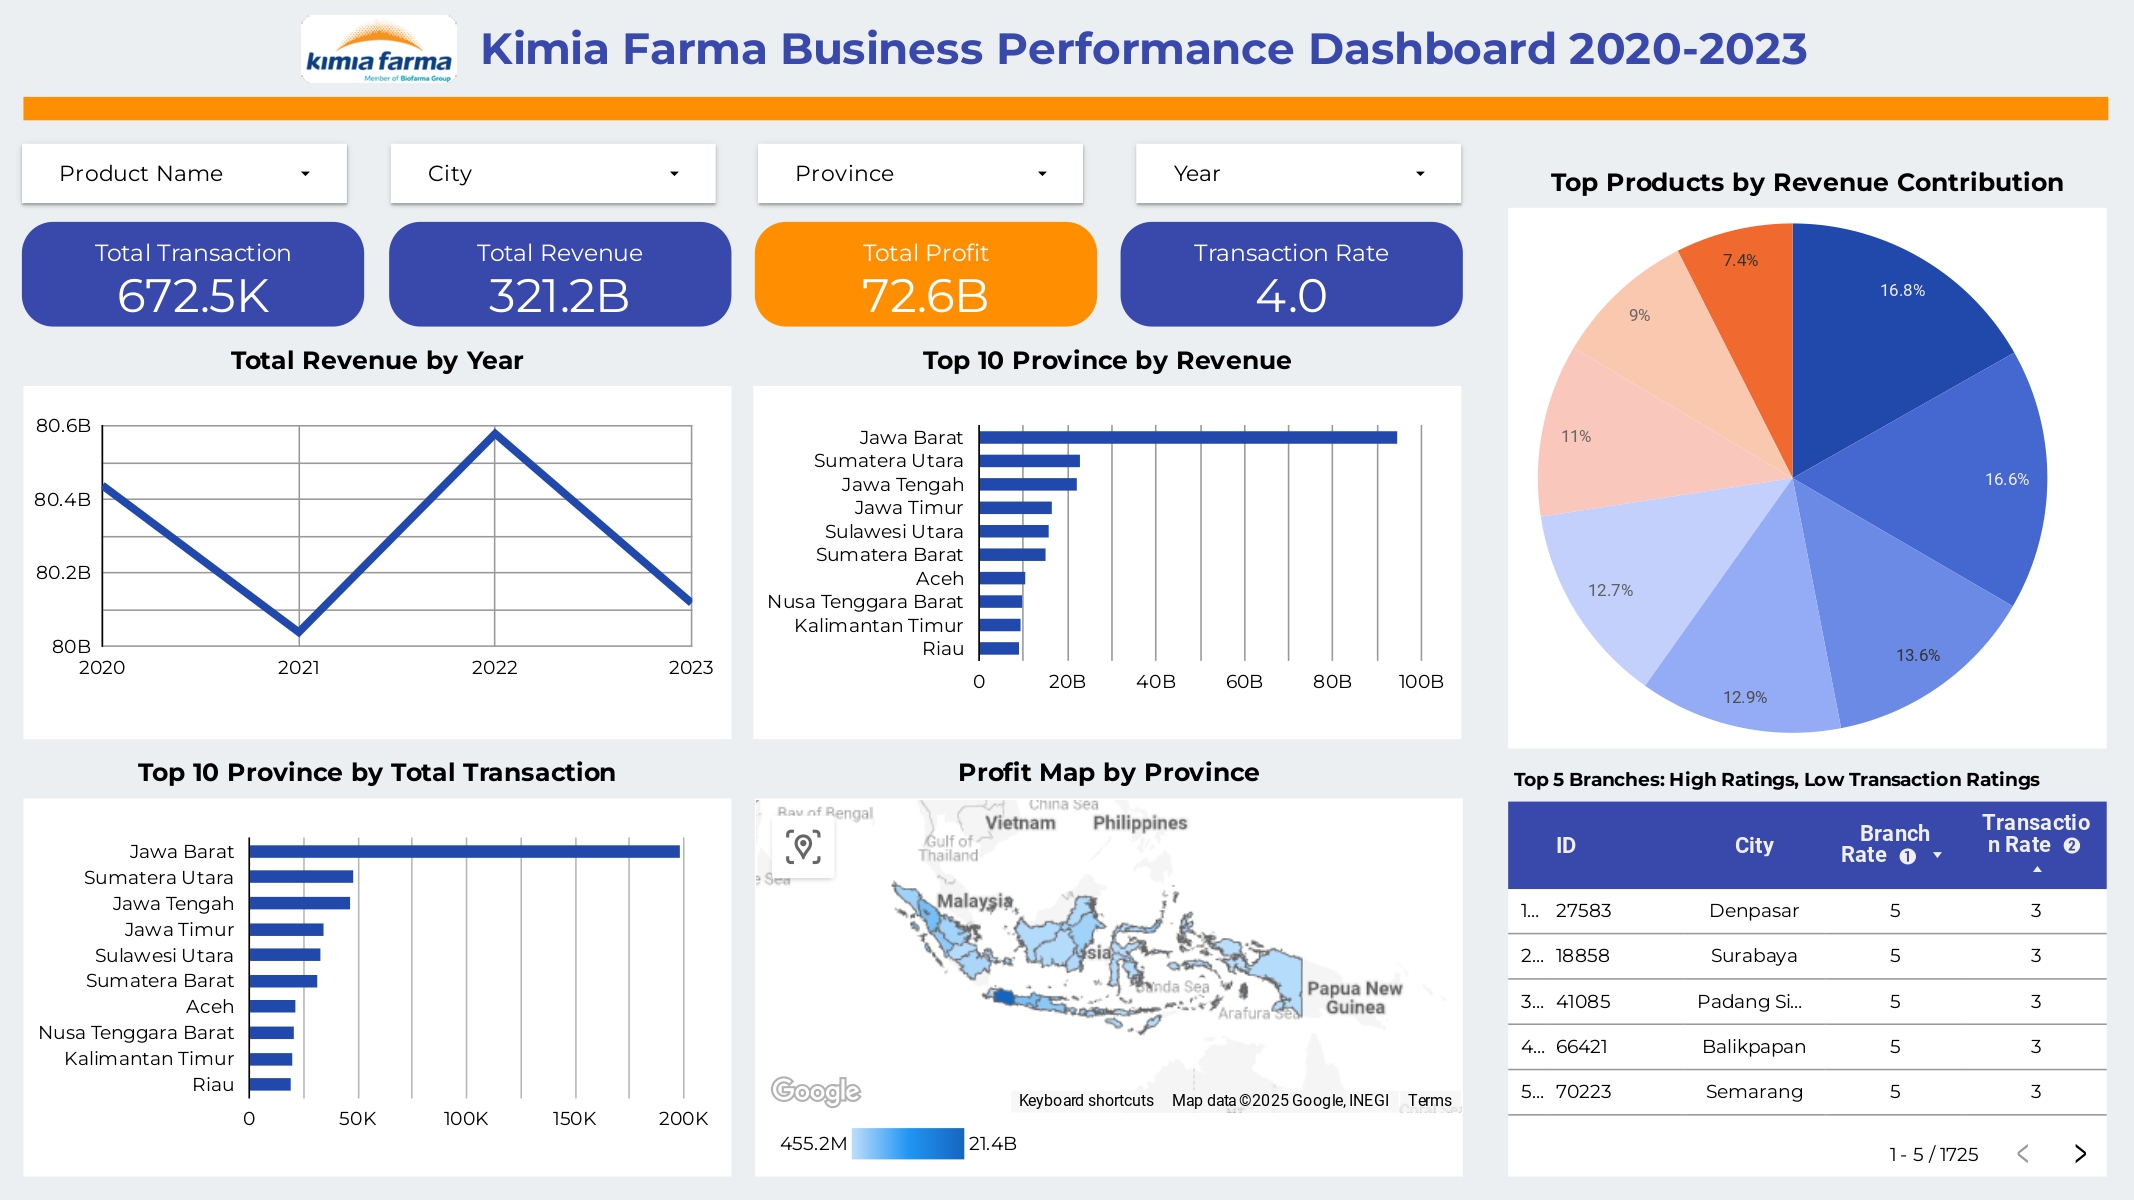 kimia farma
Member of Biofarma Group
Kimia Farma Business Performance Dashboard 2020-2023
Product Name
City
Province
Year
Total Transaction
672.5K
Total Revenue
321.2B
Total Profit
72.6B
Transaction Rate
4.0
Total Revenue by Year
80.6B
80.4B
80.2B
80B
2020 2021 2022 2023
Top 10 Province by Revenue
Jawa Barat
Sumatera Utara
Jawa Tengah
Jawa Timur
Sulawesi Utara
Sumatera Barat
Aceh
Nusa Tenggara Barat
Kalimantan Timur
Riau
0 20B 40B 60B 80B 100B
Top Products by Revenue Contribution
16.8%
16.6%
13.6%
12.9%
12.7%
11%
9%
7.4%
Top 10 Province by Total Transaction
Jawa Barat
Sumatera Utara
Jawa Tengah
Jawa Timur
Sulawesi Utara
Sumatera Barat
Aceh
Nusa Tenggara Barat
Kalimantan Timur
Riau
0 50K 100K 150K 200K
Profit Map by Province
Bay of Bengal
China Sea
Vietnam
Philippines
Gulf of
Thailand
Sea
Malaysia
Banda Sea
Papua New
Guinea
Arafura Sea
Google
Keyboard shortcuts Map data ©2025 Google, INEGI Terms
455.2M 21.4B
Top 5 Branches: High Ratings, Low Transaction Ratings
ID City Branch Rate 1 Transactio
n Rate 2
1... 27583 Denpasar 5 3
2... 18858 Surabaya 5 3
3... 41085 Padang Si... 5 3
4... 66421 Balikpapan 5 3
5... 70223 Semarang 5 3
1 - 5 / 1725